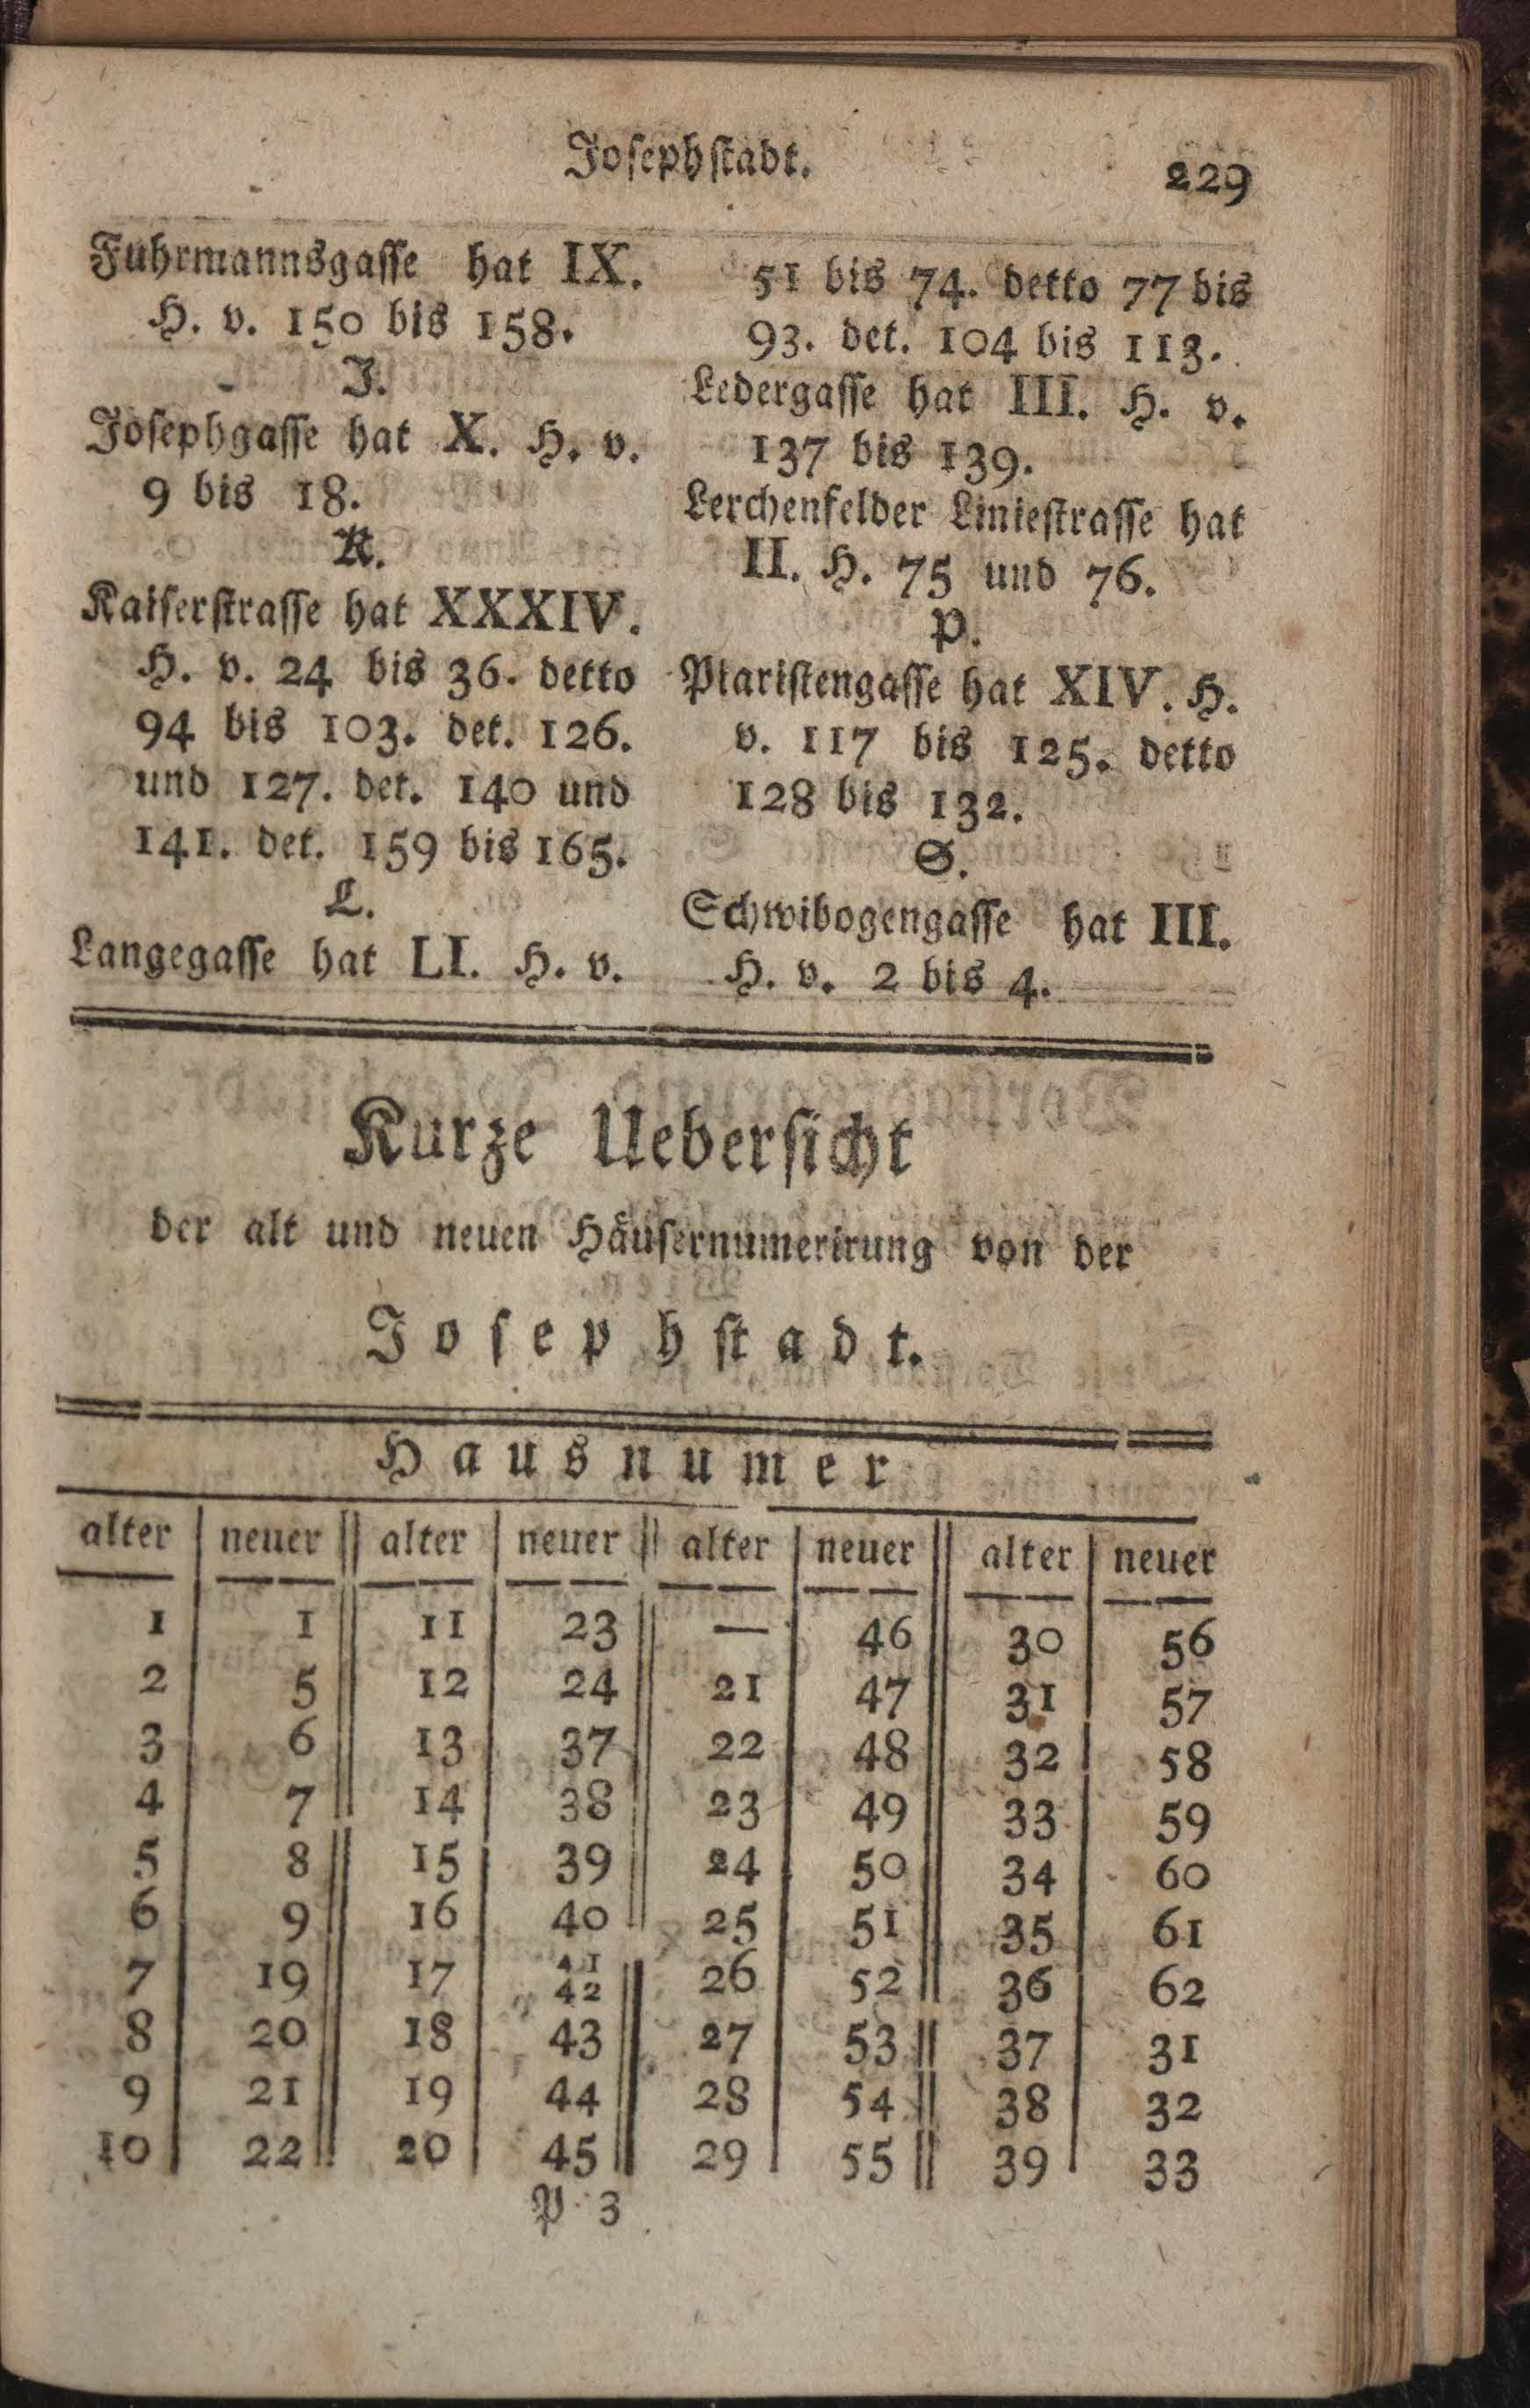 Josephstadt.
229
Fuhrmannsgasse hat IX.
H. v. 150 bis 158.
J.
Josephgasse hat X. H. v.
9 bis 18.
K.
Kaiserstrasse hat XXXIV.
H. v. 24 bis 36. detto
94 bis 103. det. 126.
und 127. det. 140 und
141. det. 159 bis 165.
L.
Langegasse hat LI. H. v.
51 bis 74. detto 77 bis
93. det. 104 bis 113.
Ledergasse hat III. H. v.
137 bis 139.
Lerchenfelder Liniestrasse hat
II. H. 75 und 76.
P.
Piaristengasse hat XIV. H.
v. 117 bis 125. detto
128 bis 132.
S.
Schwibogengasse hat III.
H. v. 2 bis 4.
Kurze Uebersicht
der alt und neuen Häusernumerirung von der
Josephstadt.
Hausnumer
alter neuer alter neuer alter neuer alter neuer
1 1 11 23 — 46 30 56
2 5 12 24 21 47 31 57
3 6 13 37 22 48 32 58
4 7 14 38 23 49 33 59
5 8 15 39 24 50 34 60
6 9 16 40 25 51 35 61
7 19 17 41 42 26 52 36 62
8 20 18 43 27 53 37 31
9 21 19 44 28 54 38 32
10 22 20 45 29 55 39 33
P 3